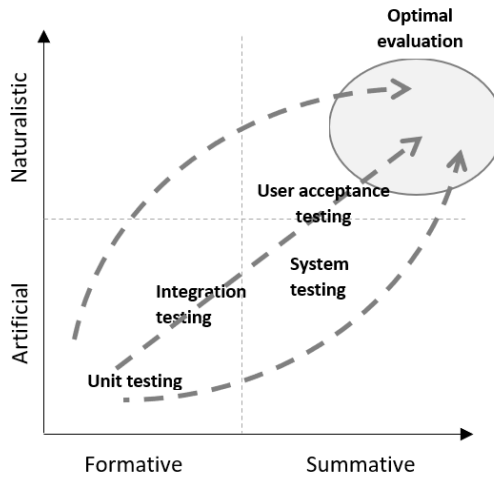 Optimal
evaluation
Naturalistic
User acceptance
testing
System
testing
Integration
testing
Artificial
Unit testing
Formative
Summative